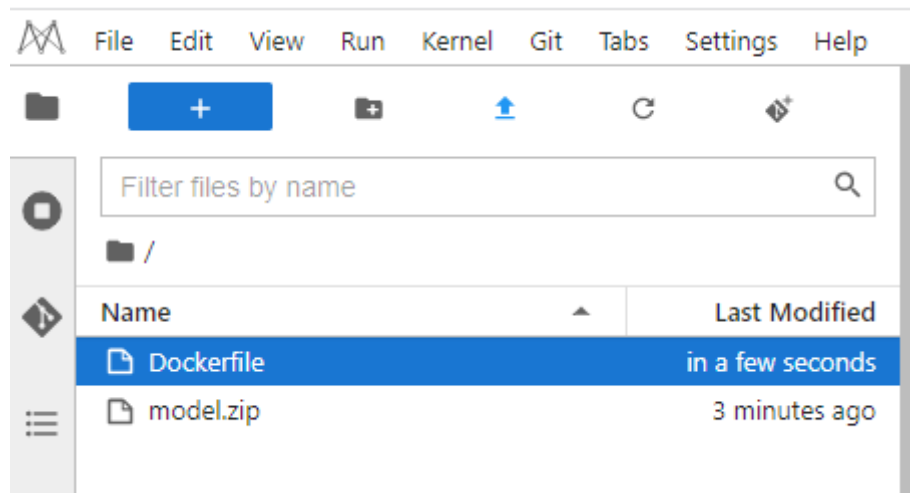 File Edit View Run Kernel Git Tabs Settings Help
Filter files by name
/
Name Last Modified
Dockerfile in a few seconds
model.zip 3 minutes ago